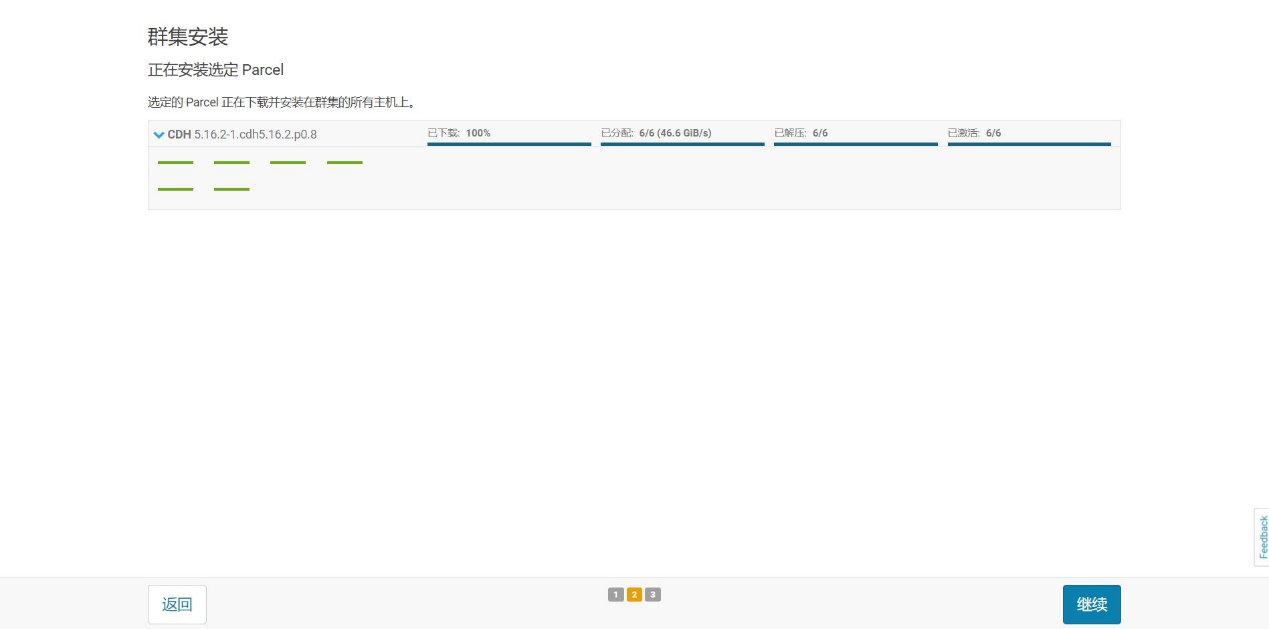 群集安装
正在安装选定 Parcel
选定的 Parcel 正在下载并安装在群集的所有主机上。
CDH 5.16.2-1.cdh5.16.2.p0.8 已下载: 100% 已分配: 6/6 (46.6 GiB/s) 已解压: 6/6 已激活: 6/6
Feedback
返回 1 2 3 继续